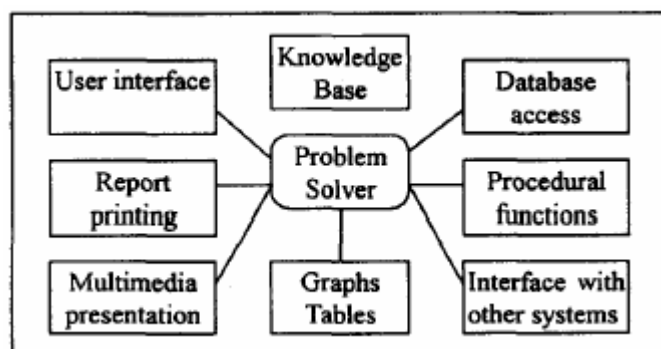 User interface
Knowledge
Base
Database
access
Problem
Solver
Report
printing
Procedural
functions
Multimedia
presentation
Graphs
Tables
Interface with
other systems